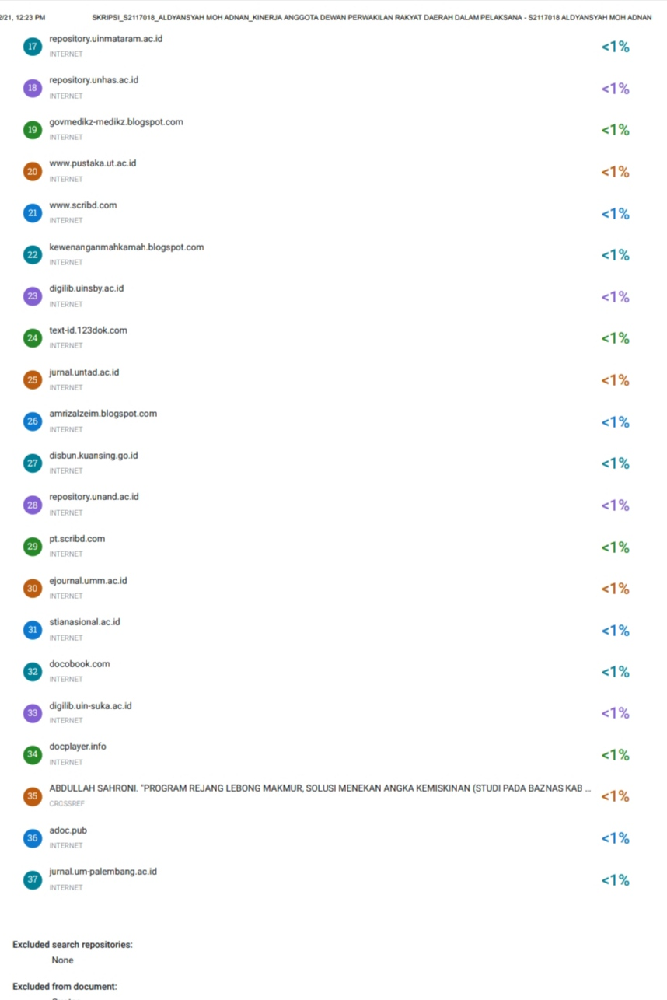 2/21, 12:23 PM SKRIPSI_S2117018_ALDYANSYAH MOH ADNAN_KINERJA ANGGOTA DEWAN PERWAKILAN RAKYAT DAERAH DALAM PELAKSANA - S2117018 ALDYANSYAH MOH ADNAN
17 repository.uinmataram.ac.id <1%
INTERNET
18 repository.unhas.ac.id <1%
INTERNET
19 govmedikz-medikz.blogspot.com <1%
INTERNET
20 www.pustaka.ut.ac.id <1%
INTERNET
21 www.scribd.com <1%
INTERNET
22 kewenanganmahkamah.blogspot.com <1%
INTERNET
23 digilib.uinsby.ac.id <1%
INTERNET
24 text-id.123dok.com <1%
INTERNET
25 jurnal.untad.ac.id <1%
INTERNET
26 amrizalzeim.blogspot.com <1%
INTERNET
27 disbun.kuansing.go.id <1%
INTERNET
28 repository.unand.ac.id <1%
INTERNET
29 pt.scribd.com <1%
INTERNET
30 ejournal.umm.ac.id <1%
INTERNET
31 stianasional.ac.id <1%
INTERNET
32 docobook.com <1%
INTERNET
33 digilib.uin-suka.ac.id <1%
INTERNET
34 docplayer.info <1%
INTERNET
35 ABDULLAH SAHRONI. "PROGRAM REJANG LEBONG MAKMUR, SOLUSI MENEKAN ANGKA KEMISKINAN (STUDI PADA BAZNAS KAB ... <1%
CROSSREF
36 adoc.pub <1%
INTERNET
37 jurnal.um-palembang.ac.id <1%
INTERNET
Excluded search repositories:
None
Excluded from document: